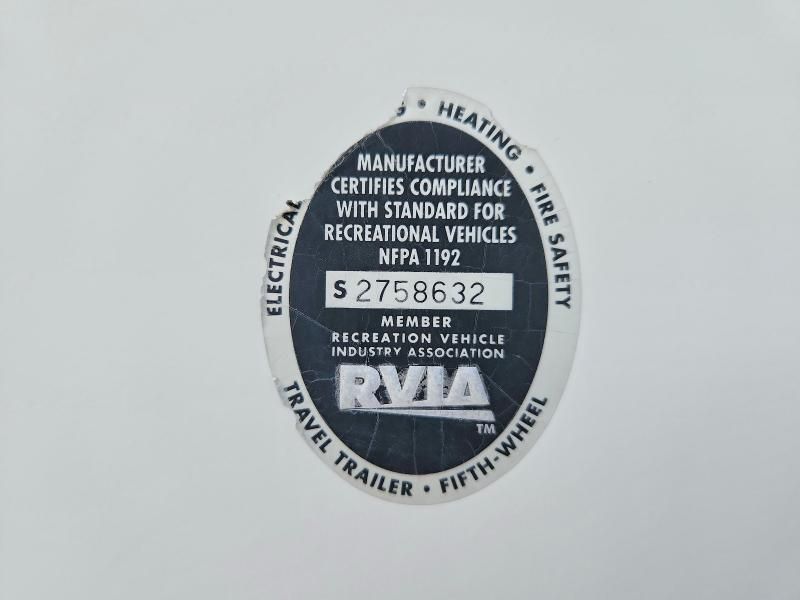 ELECTRICAL • HEATING • FIRE SAFETY
MANUFACTURER
CERTIFIES COMPLIANCE
WITH STANDARD FOR
RECREATIONAL VEHICLES
NFPA 1192
S 2758632
MEMBER
RECREATION VEHICLE
INDUSTRY ASSOCIATION
RVIA
TM
TRAVEL TRAILER • FIFTH-WHEEL